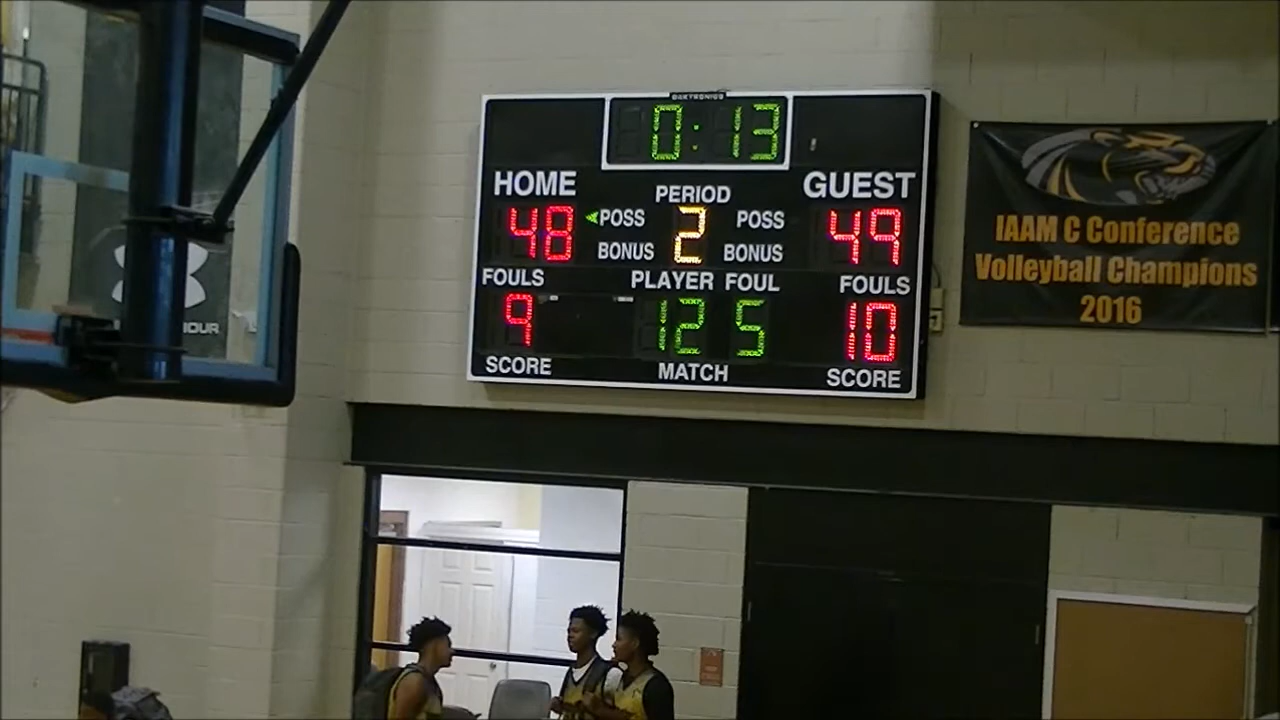 DAKTRONICS
0:13
HOME
PERIOD
GUEST
48
POSS
2
POSS
49
BONUS
BONUS
FOULS
PLAYER FOUL
FOULS
9
12
5
10
SCORE
MATCH
SCORE
IAAM C Conference
Volleyball Champions
2016
OUR